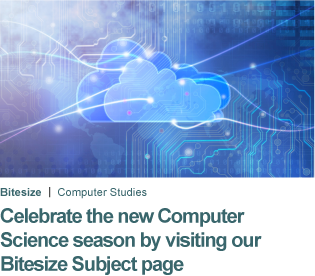 Bitesize | Computer Studies
Celebrate the new Computer
Science season by visiting our
Bitesize Subject page